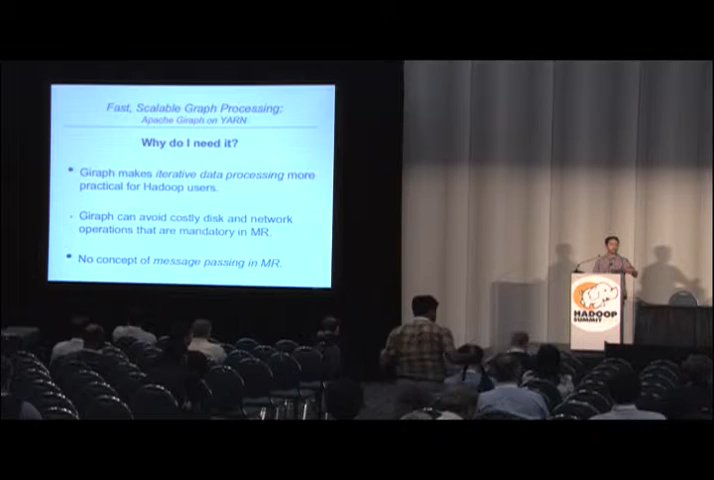 Fast, Scalable Graph Processing:
Apache Giraph on YARN
Why do I need it?
Giraph makes iterative data processing more
practical for Hadoop users.
Giraph can avoid costly disk and network
operations that are mandatory in MR.
No concept of message passing in MR.
HADOOP
SUMMIT